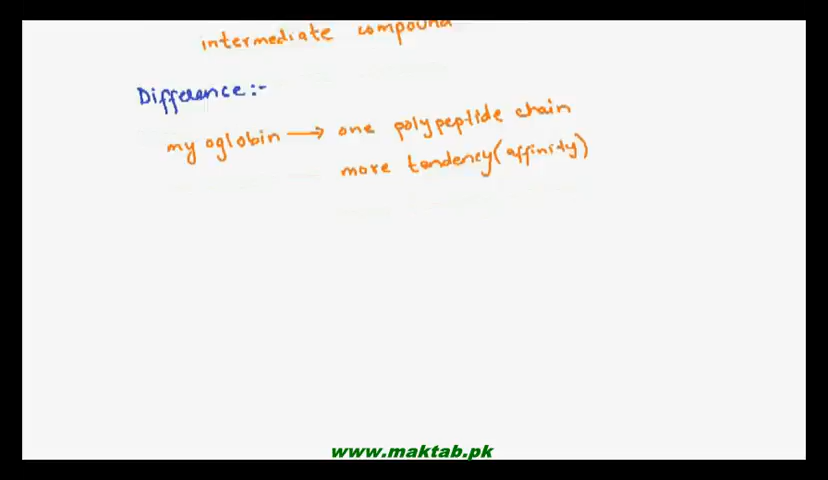 intermediate compound
Difference:-
myoglobin → one polypeptide chain
more tendency (affinity)
www.maktab.pk